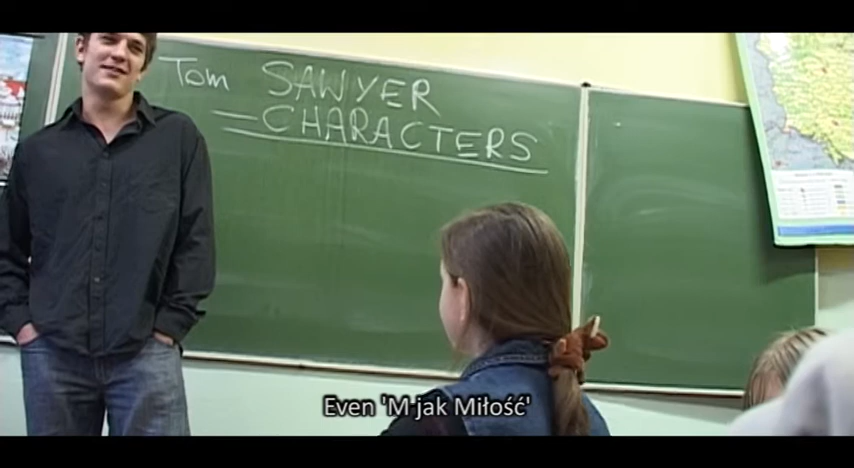 Tom SAWYER
— CHARACTERS
Even 'M jak Miłość'